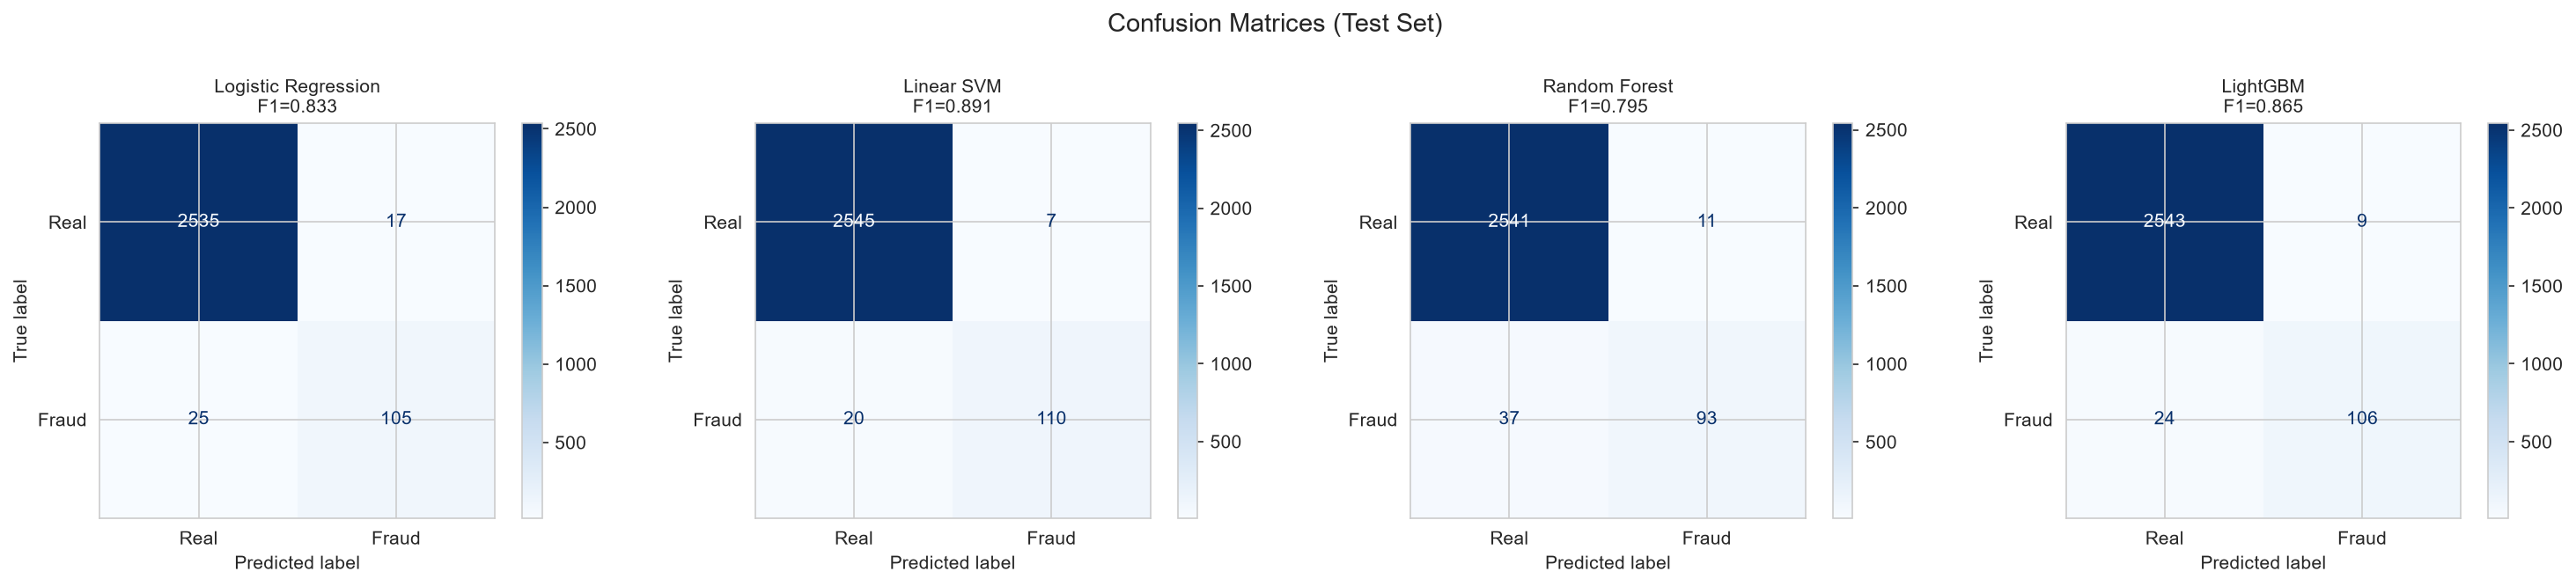 Confusion Matrices (Test Set)
Logistic Regression
F1=0.833
True label
Real
Fraud
2535
17
25
105
Real
Fraud
Predicted label
2500
2000
1500
1000
500
Linear SVM
F1=0.891
True label
Real
Fraud
2545
7
20
110
Real
Fraud
Predicted label
2500
2000
1500
1000
500
Random Forest
F1=0.795
True label
Real
Fraud
2541
11
37
93
Real
Fraud
Predicted label
2500
2000
1500
1000
500
LightGBM
F1=0.865
True label
Real
Fraud
2543
9
24
106
Real
Fraud
Predicted label
2500
2000
1500
1000
500